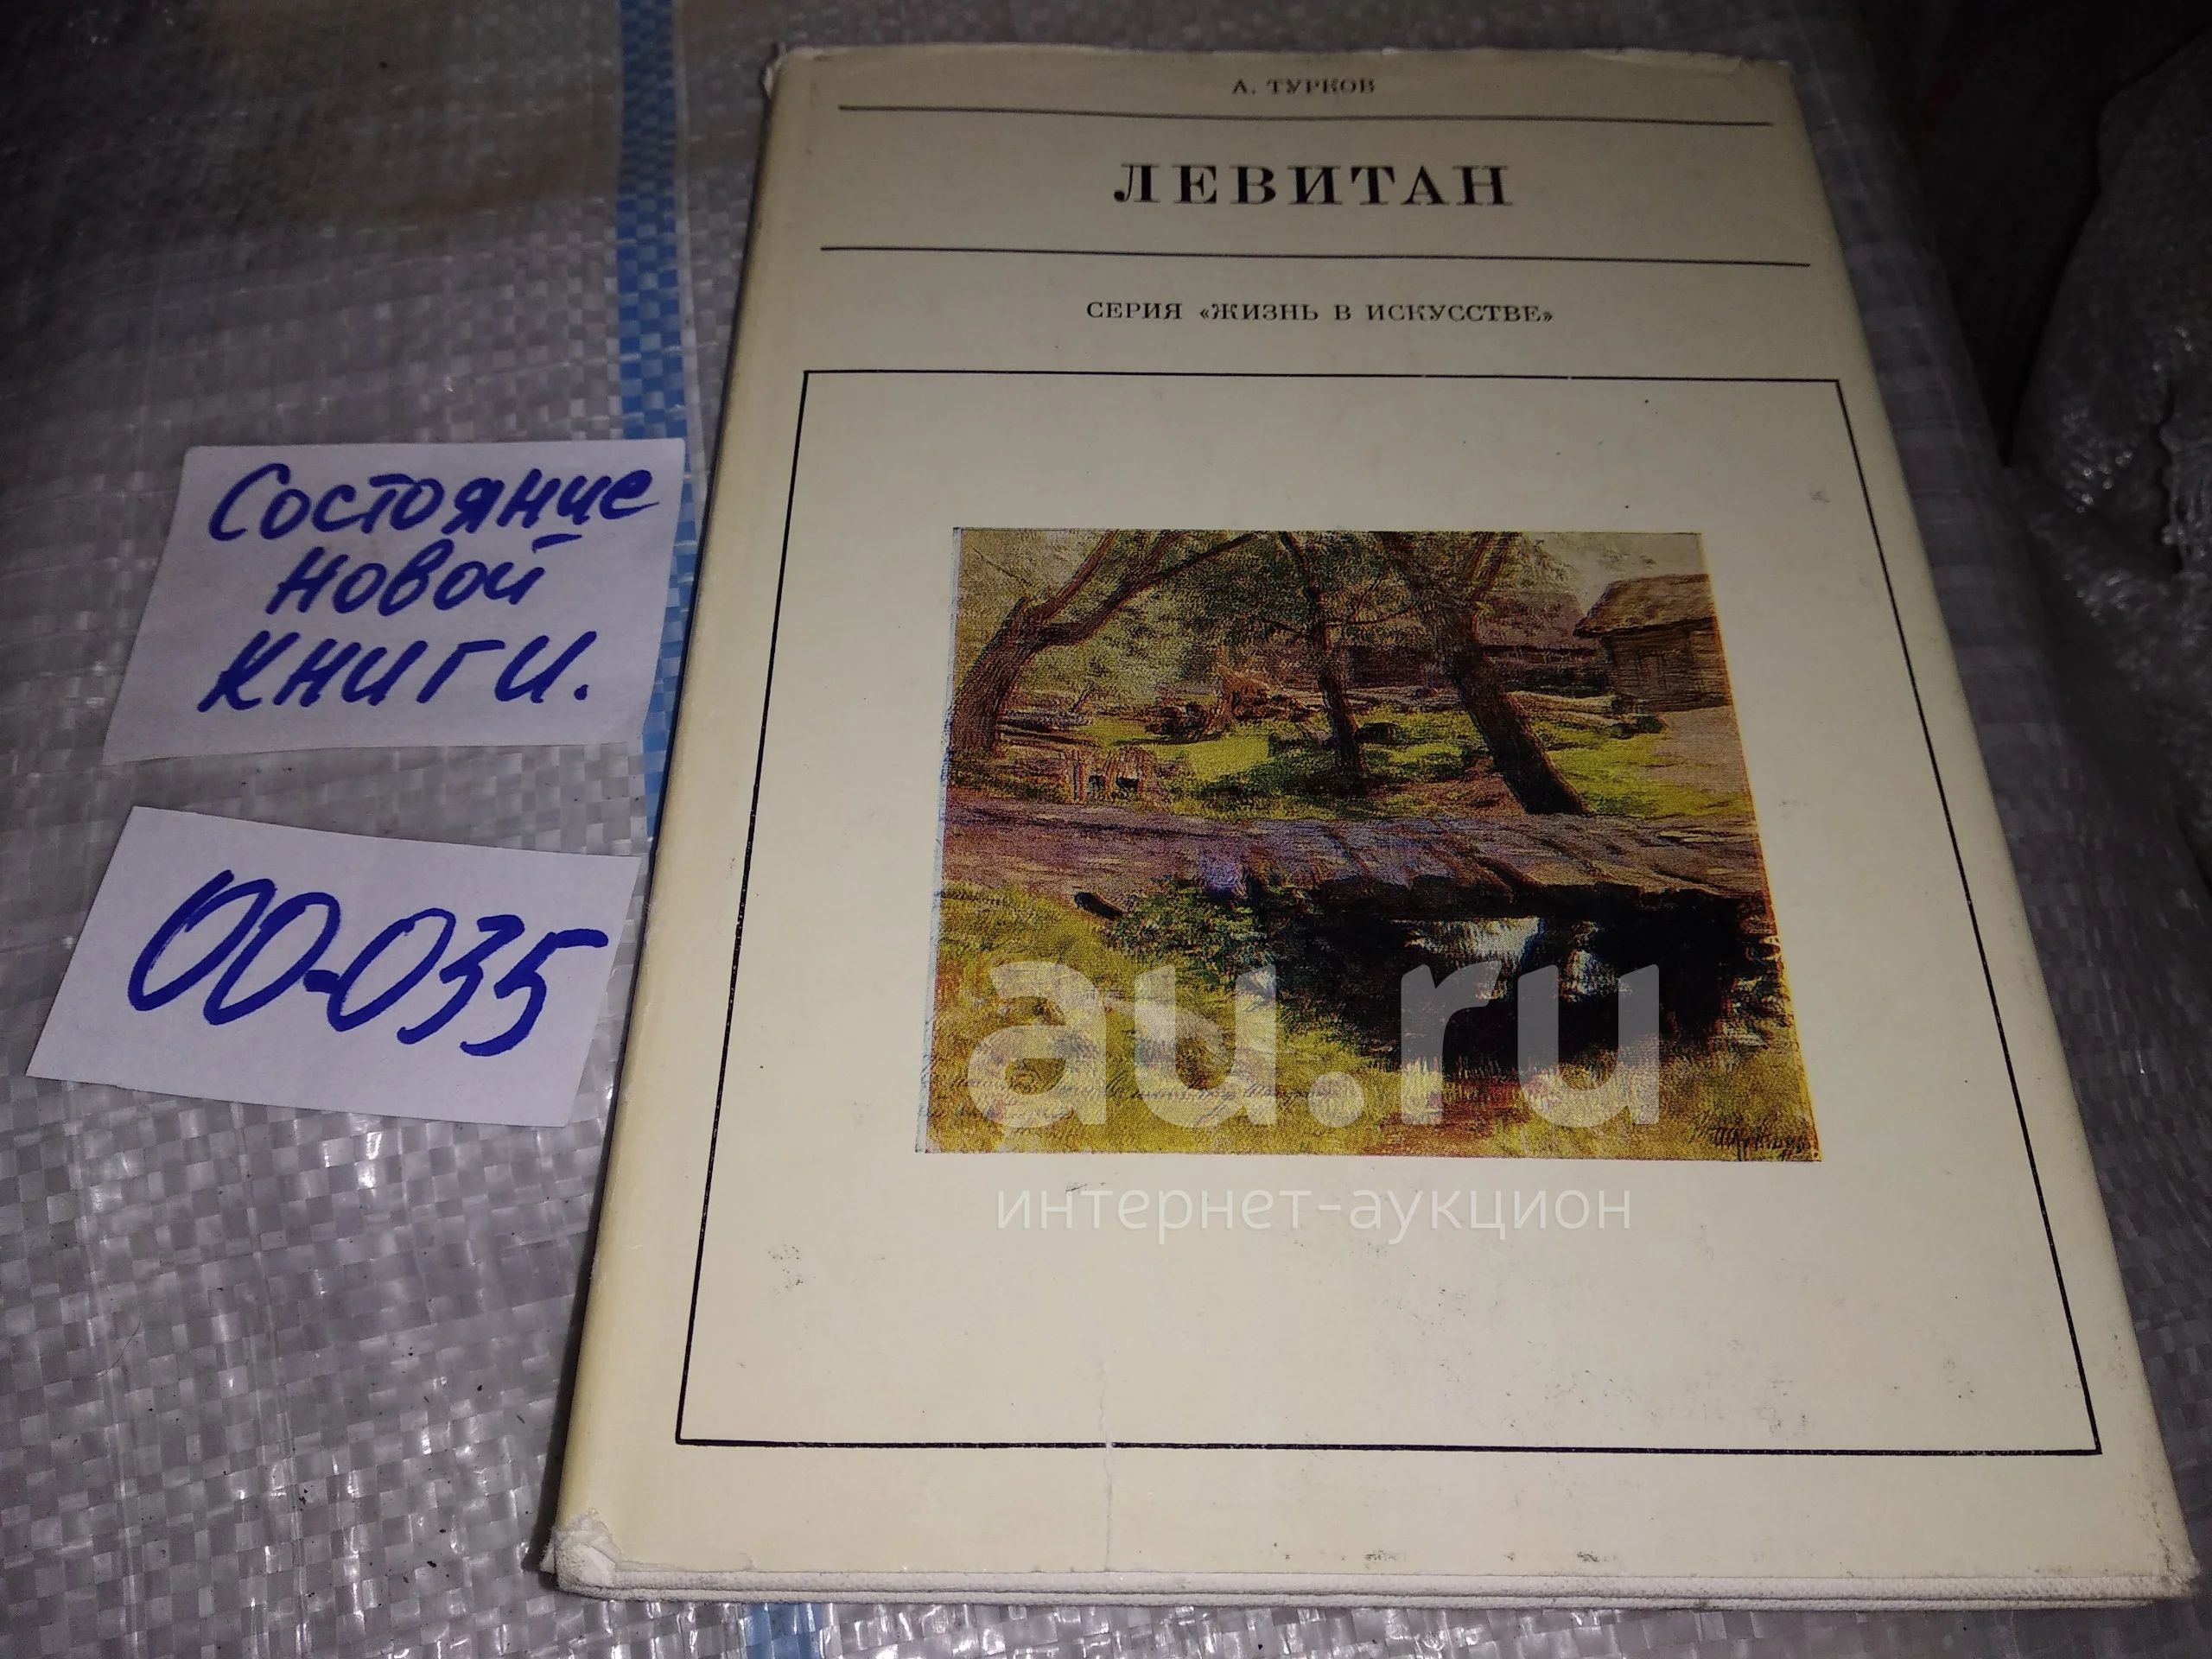 А. ТУРКОВ
ЛЕВИТАН
СЕРИЯ «ЖИЗНЬ В ИСКУССТВЕ»
Состояние
новой
книги.
00-035
au.ru
интернет-аукцион